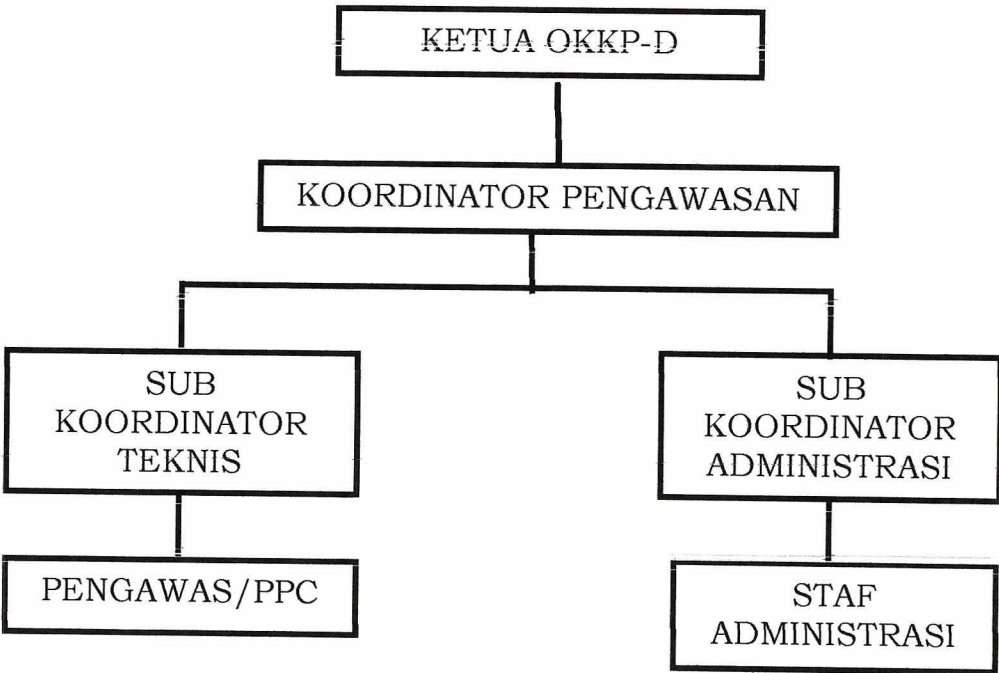 KETUA OKKP-D
KOORDINATOR PENGAWASAN
SUB
KOORDINATOR
TEKNIS
SUB
KOORDINATOR
ADMINISTRASI
PENGAWAS/PPC
STAF
ADMINISTRASI